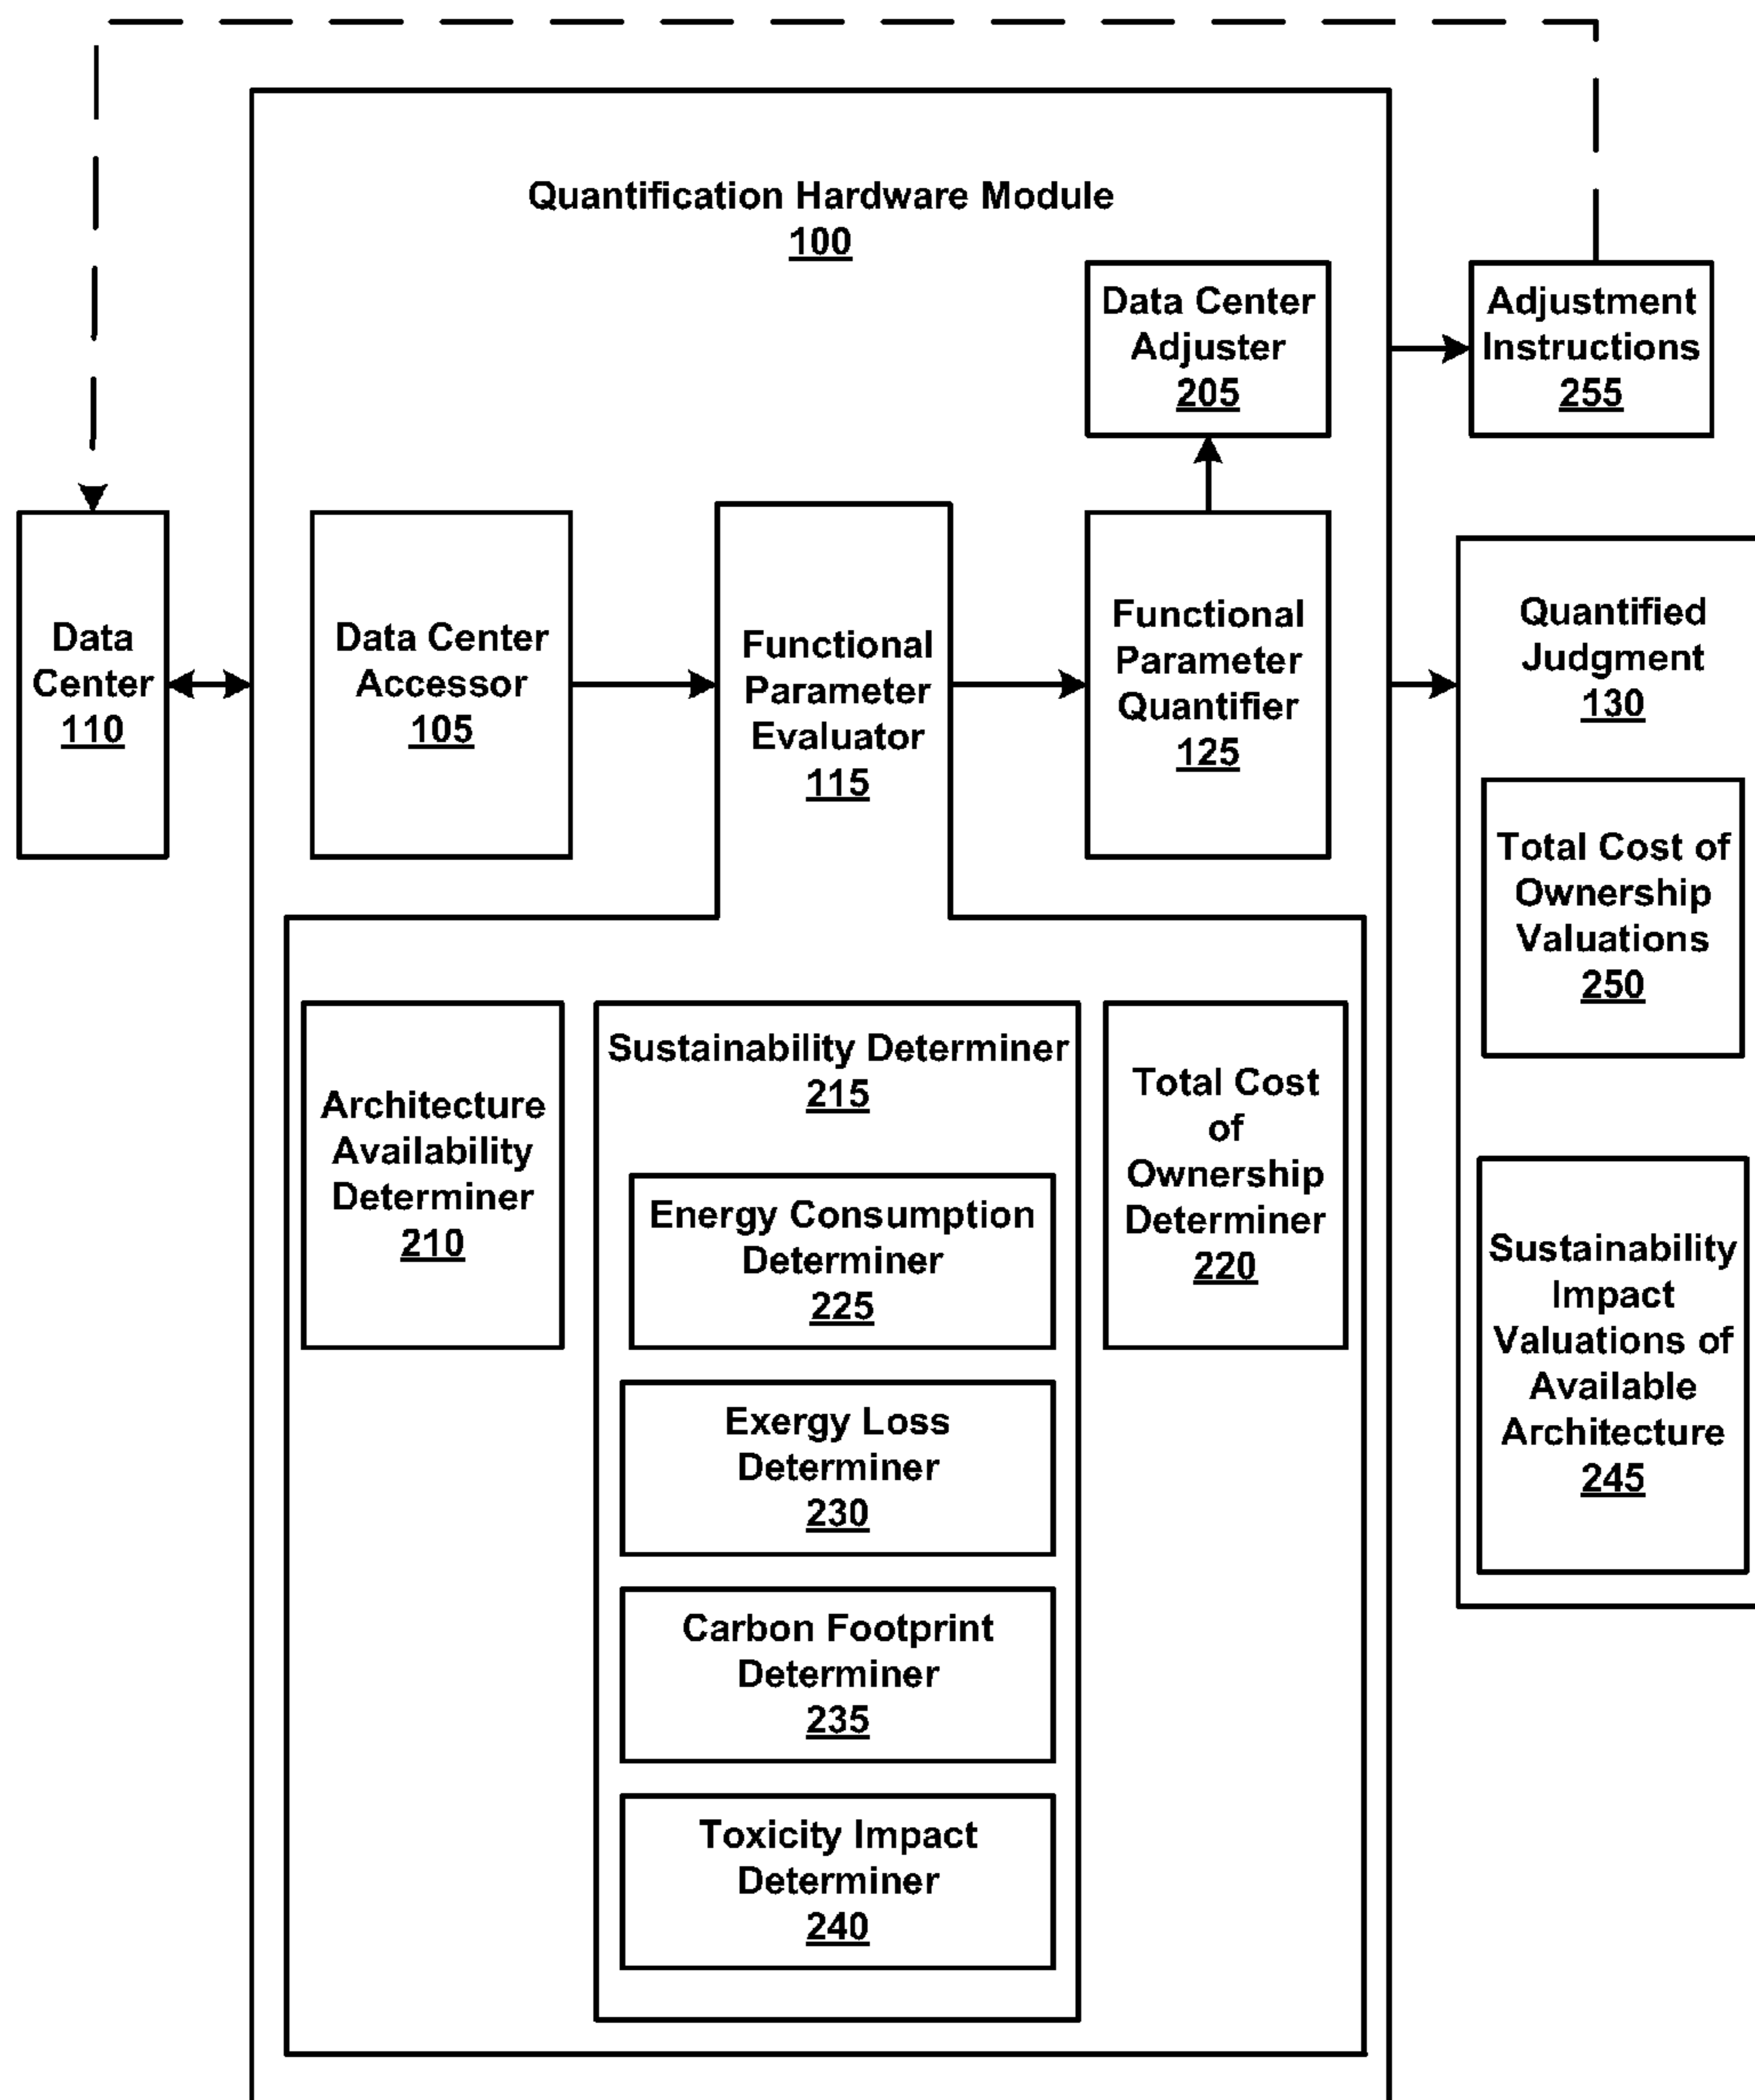 Quantification Hardware Module
100
Data Center
Adjuster
205
Adjustment
Instructions
255
Data
Center
110
Data Center
Accessor
105
Functional
Parameter
Evaluator
115
Functional
Parameter
Quantifier
125
Quantified
Judgment
130
Total Cost of
Ownership
Valuations
250
Sustainability
Impact
Valuations of
Available
Architecture
245
Architecture
Availability
Determiner
210
Sustainability Determiner
215
Energy Consumption
Determiner
225
Exergy Loss
Determiner
230
Carbon Footprint
Determiner
235
Toxicity Impact
Determiner
240
Total Cost
of
Ownership
Determiner
220